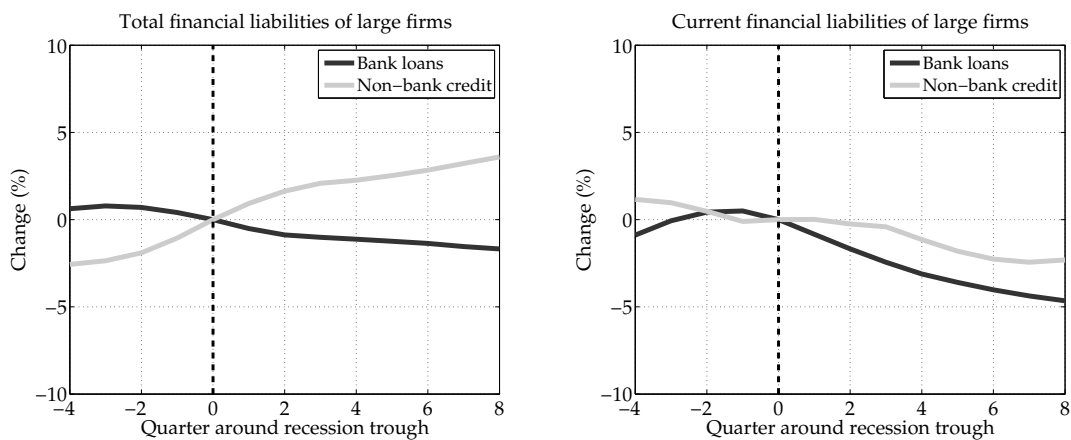 Total financial liabilities of large firms
10
5
0
−5
−10
Change (%)
Bank loans
Non−bank credit
−4
−2
0
2
4
6
8
Quarter around recession trough
Current financial liabilities of large firms
10
5
0
−5
−10
Change (%)
Bank loans
Non−bank credit
−4
−2
0
2
4
6
8
Quarter around recession trough